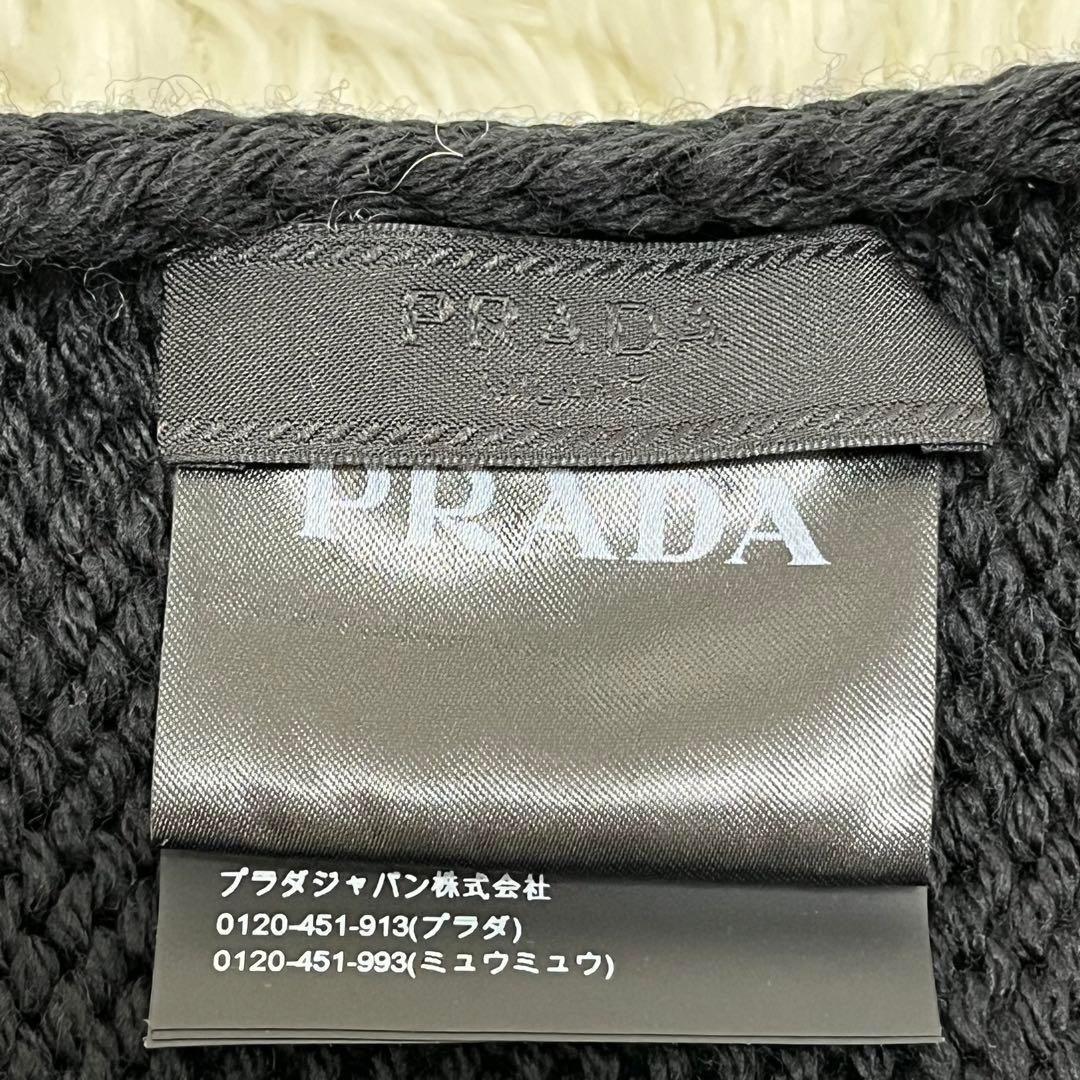 PRADA
MILANO
PRADA
プラダジャパン株式会社
0120-451-913(プラダ)
0120-451-993(ミュウミュウ)